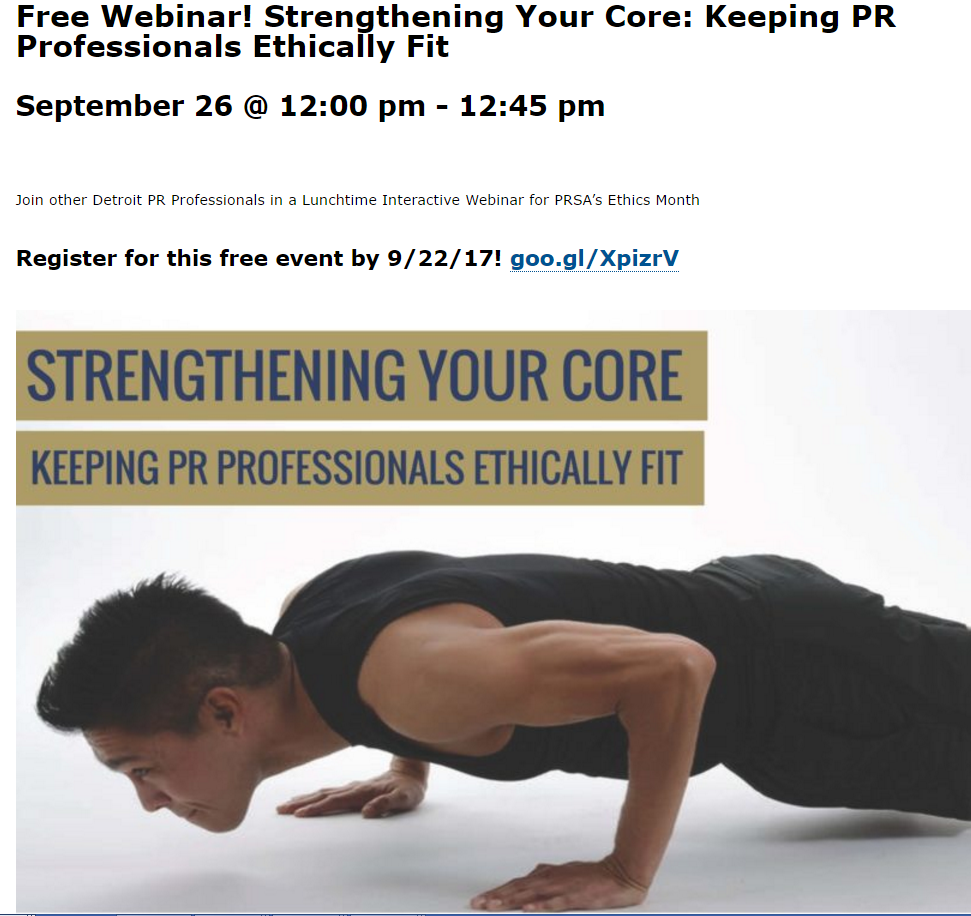 Free Webinar! Strengthening Your Core: Keeping PR
Professionals Ethically Fit
September 26 @ 12:00 pm - 12:45 pm
Join other Detroit PR Professionals in a Lunchtime Interactive Webinar for PRSA’s Ethics Month
Register for this free event by 9/22/17! goo.gl/XpizrV
STRENGTHENING YOUR CORE
KEEPING PR PROFESSIONALS ETHICALLY FIT